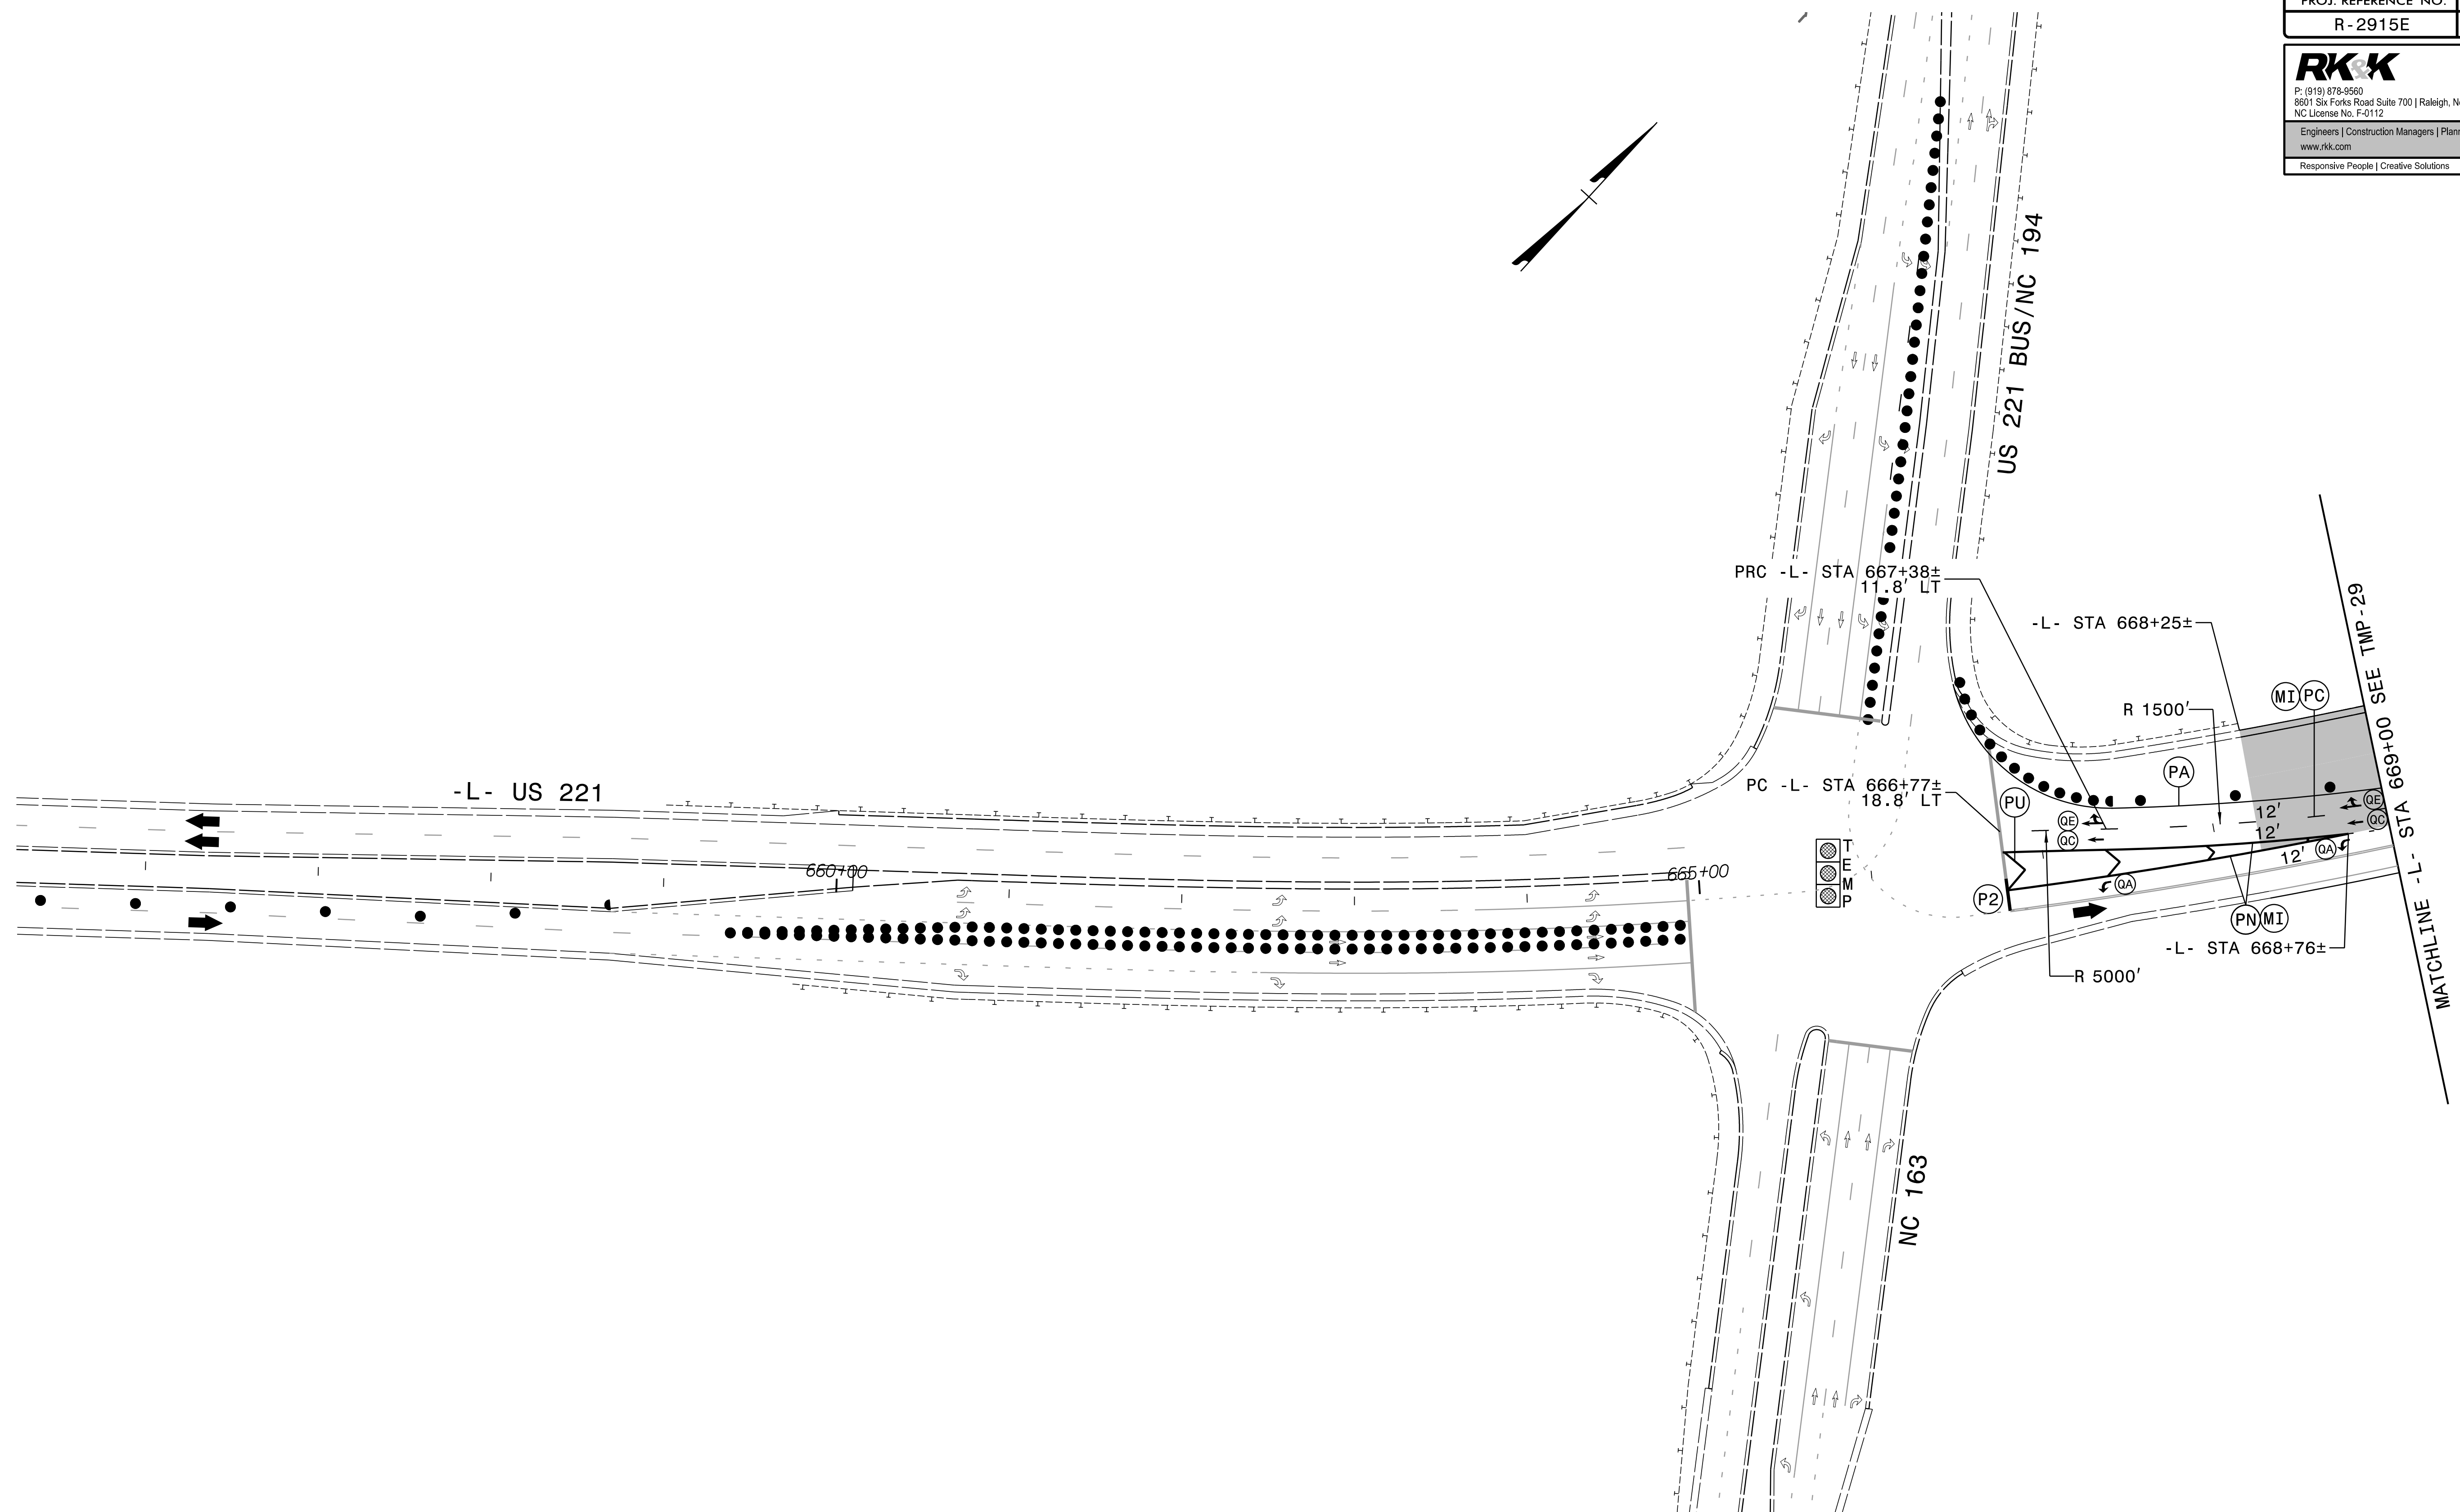 PROJ. REFERENCE NO.
R-2915E
RK&K
P: (919) 878-9560
8601 Six Forks Road Suite 700 | Raleigh,
NC License No. F-0112
Engineers | Construction Managers |
www.rkk.com
Responsive People | Creative Solutions
US 221 BUS/NC 194
PRC -L- STA 667+38±
11.8' LT
-L- STA 668+25±
MI PC
R 1500'
PA
PC -L- STA 666+77±
18.8' LT
PU
-L- US 221
660+00
665+00
TEMP
QE
QC
12'
12'
12'
QE
QC
QA
QA
P2
PN MI
-L- STA 668+76±
R 5000'
MATCHLINE -L- STA 669+00 SEE TMP-29
NC 163